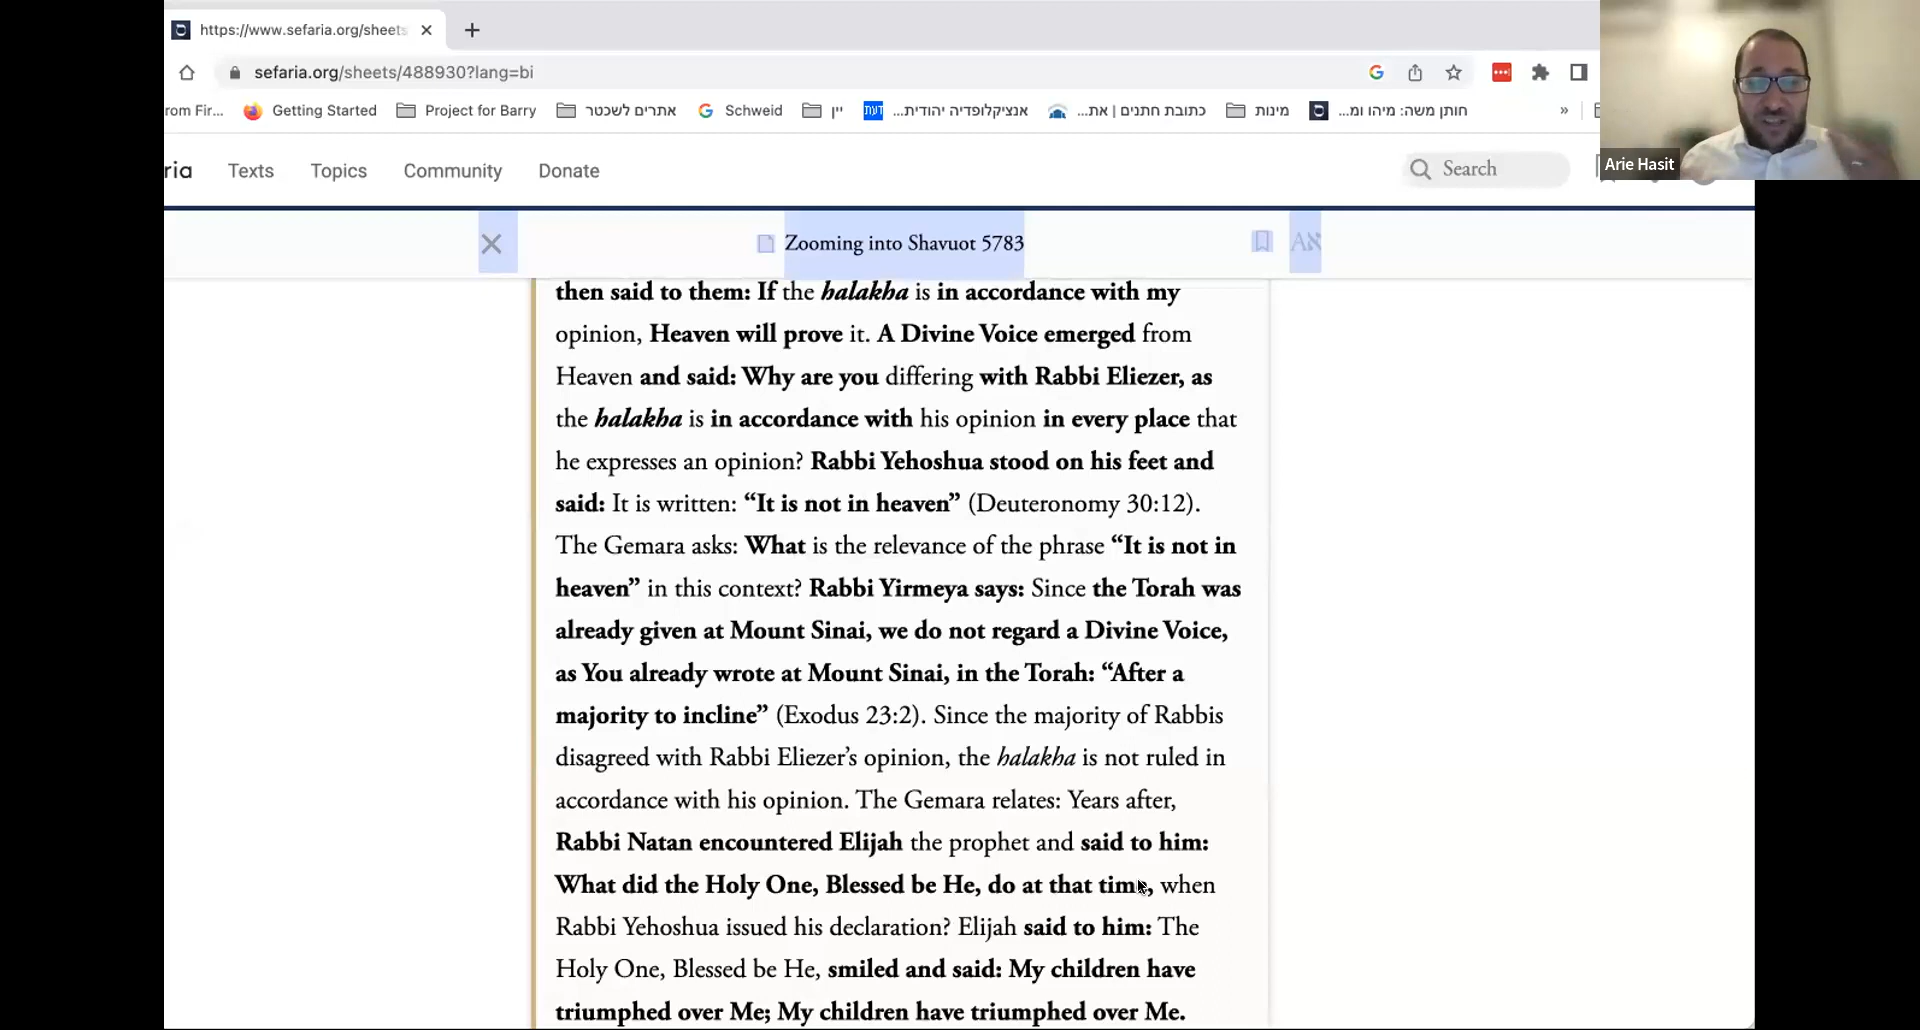 https://www.sefaria.org/sheets
sefaria.org/sheets/488930?lang=bi
rom Fir... Getting Started Project for Barry אתרים לשכטר Schweid יין דעת אנציקלופדיה יהודית... כתובת חתנים | את... מינות חותן משה: מיהו ומ... »
ria Texts Topics Community Donate Search
Arie Hasit
Zooming into Shavuot 5783 Aא
then said to them: If the halakha is in accordance with my
opinion, Heaven will prove it. A Divine Voice emerged from
Heaven and said: Why are you differing with Rabbi Eliezer, as
the halakha is in accordance with his opinion in every place that
he expresses an opinion? Rabbi Yehoshua stood on his feet and
said: It is written: “It is not in heaven” (Deuteronomy 30:12).
The Gemara asks: What is the relevance of the phrase “It is not in
heaven” in this context? Rabbi Yirmeya says: Since the Torah was
already given at Mount Sinai, we do not regard a Divine Voice,
as You already wrote at Mount Sinai, in the Torah: “After a
majority to incline” (Exodus 23:2). Since the majority of Rabbis
disagreed with Rabbi Eliezer’s opinion, the halakha is not ruled in
accordance with his opinion. The Gemara relates: Years after,
Rabbi Natan encountered Elijah the prophet and said to him:
What did the Holy One, Blessed be He, do at that time, when
Rabbi Yehoshua issued his declaration? Elijah said to him: The
Holy One, Blessed be He, smiled and said: My children have
triumphed over Me; My children have triumphed over Me.